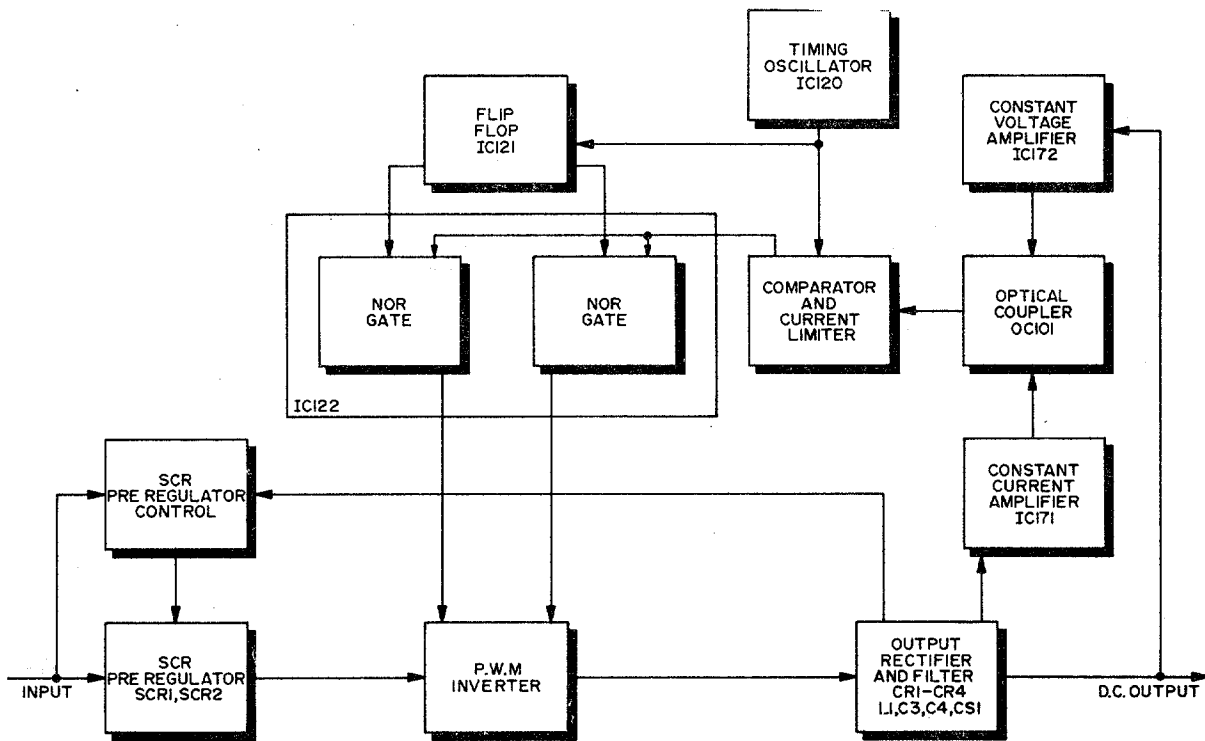 TIMING
OSCILLATOR
IC120
FLIP
FLOP
IC121
CONSTANT
VOLTAGE
AMPLIFIER
IC172
NOR
GATE
NOR
GATE
COMPARATOR
AND
CURRENT
LIMITER
OPTICAL
COUPLER
OC101
IC122
SCR
PRE REGULATOR
CONTROL
CONSTANT
CURRENT
AMPLIFIER
IC171
SCR
PRE REGULATOR
SCR1,SCR2
P.W.M
INVERTER
OUTPUT
RECTIFIER
AND FILTER
CR1-CR4
L1,C3,C4,CS1
INPUT
D.C. OUTPUT